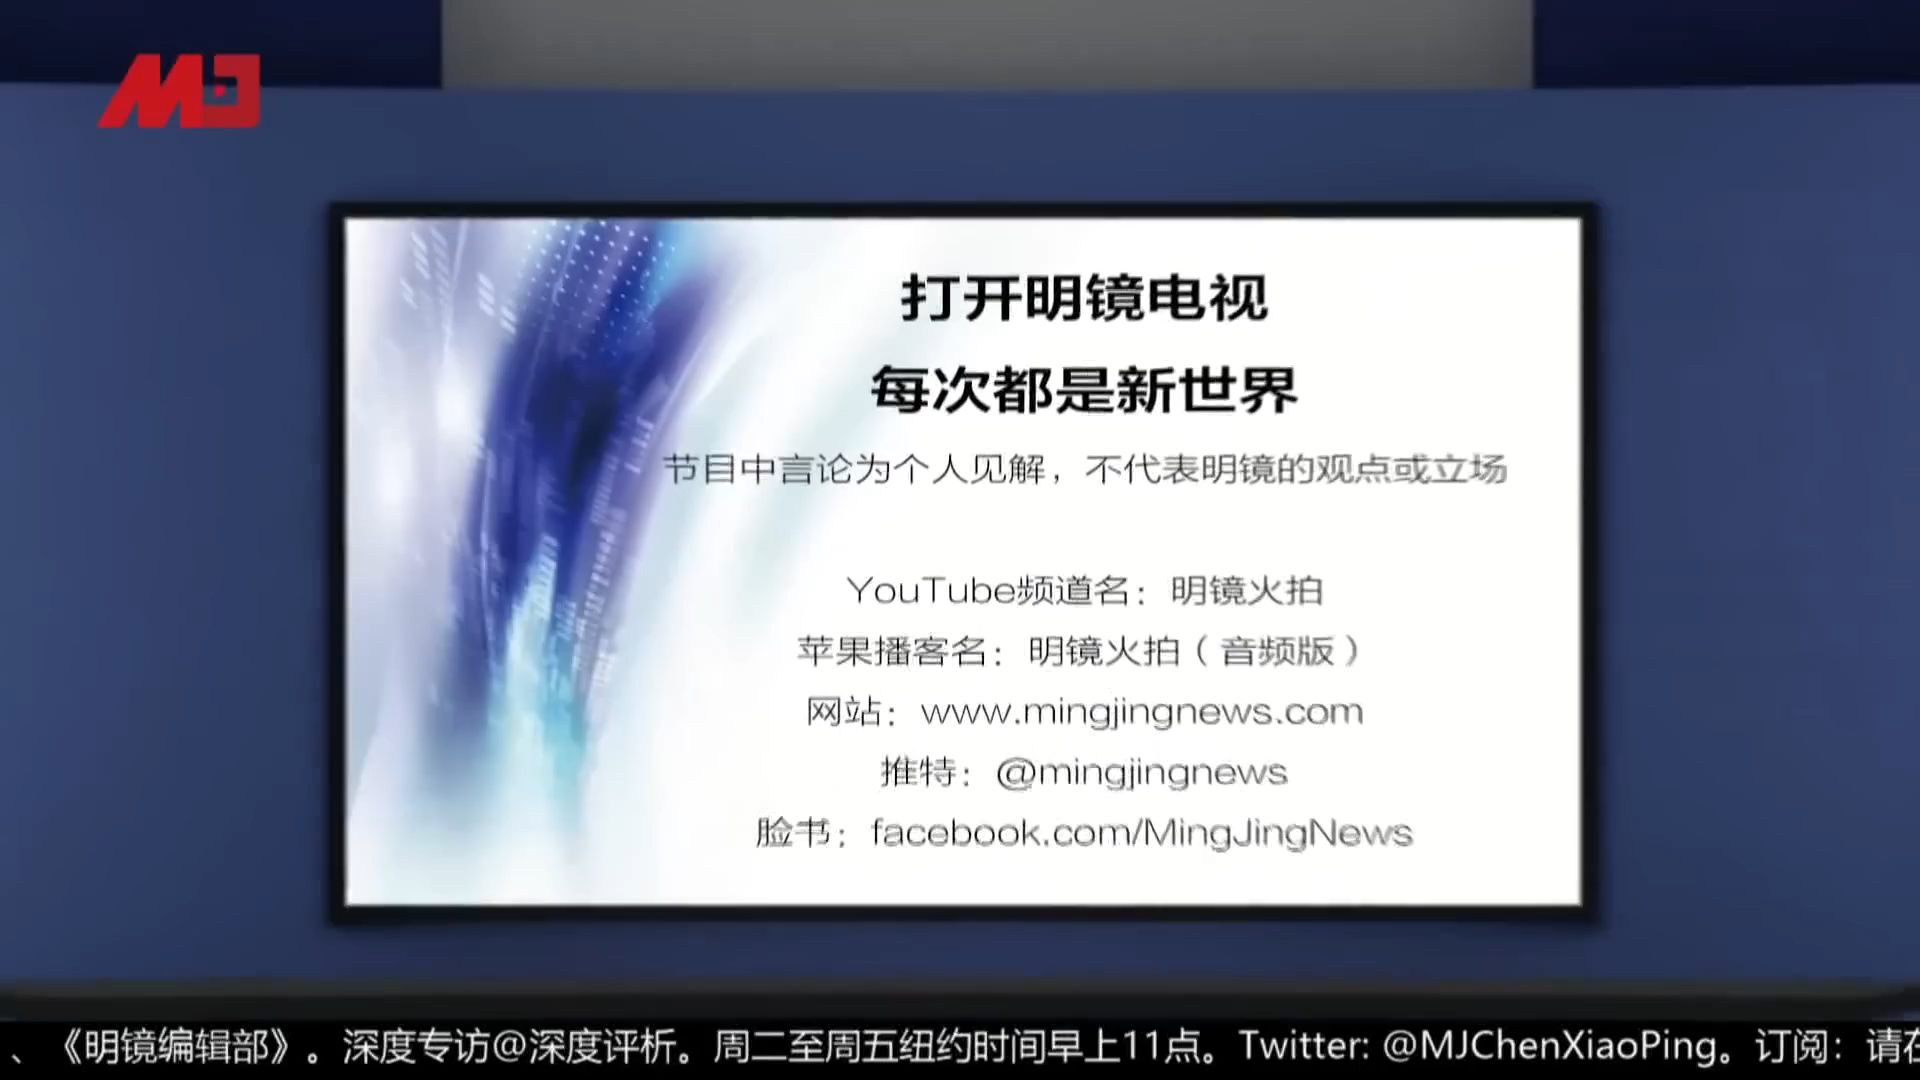 MJ
打开明镜电视
每次都是新世界
节目中言论为个人见解，不代表明镜的观点或立场
YouTube频道名：明镜火拍
苹果播客名：明镜火拍（音频版）
网站：www.mingjingnews.com
推特：@mingjingnews
脸书：facebook.com/MingJingNews
、《明镜编辑部》。深度专访@深度评析。周二至周五纽约时间早上11点。Twitter: @MJChenXiaoPing。订阅：请在